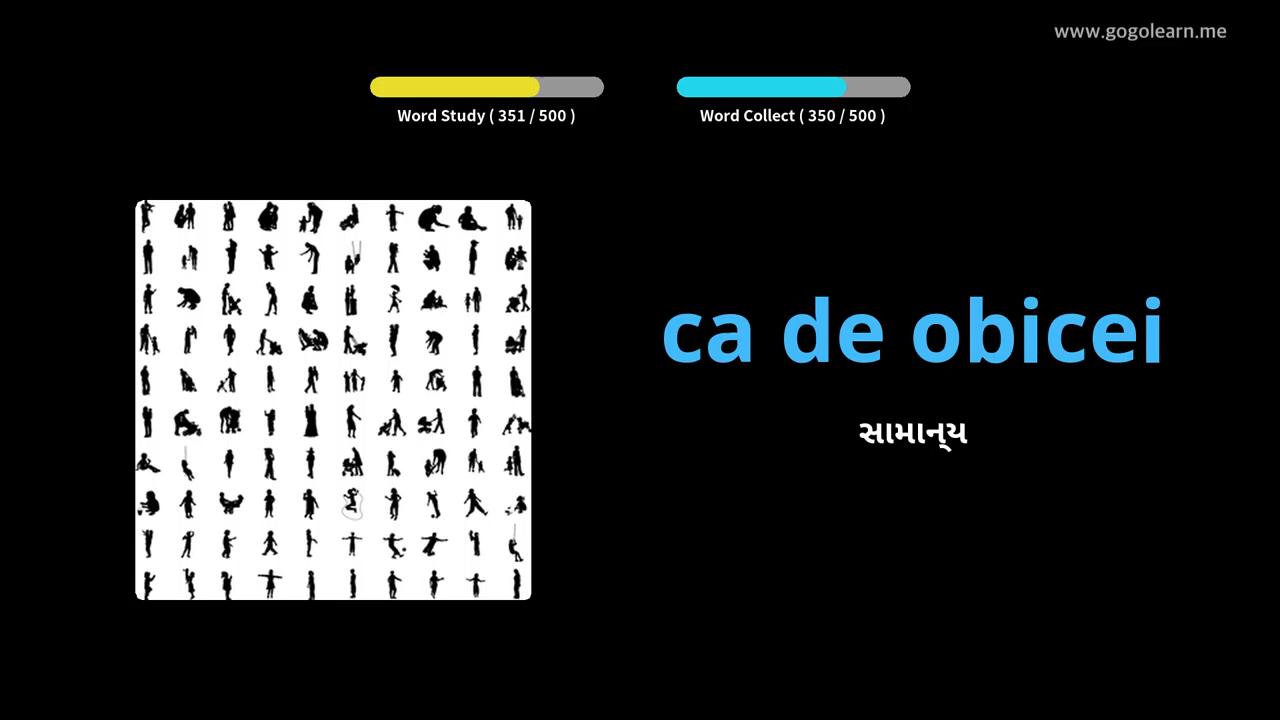 www.gogolearn.me
Word Study ( 351 / 500 )
Word Collect ( 350 / 500 )
ca de obicei
સામાન્ય